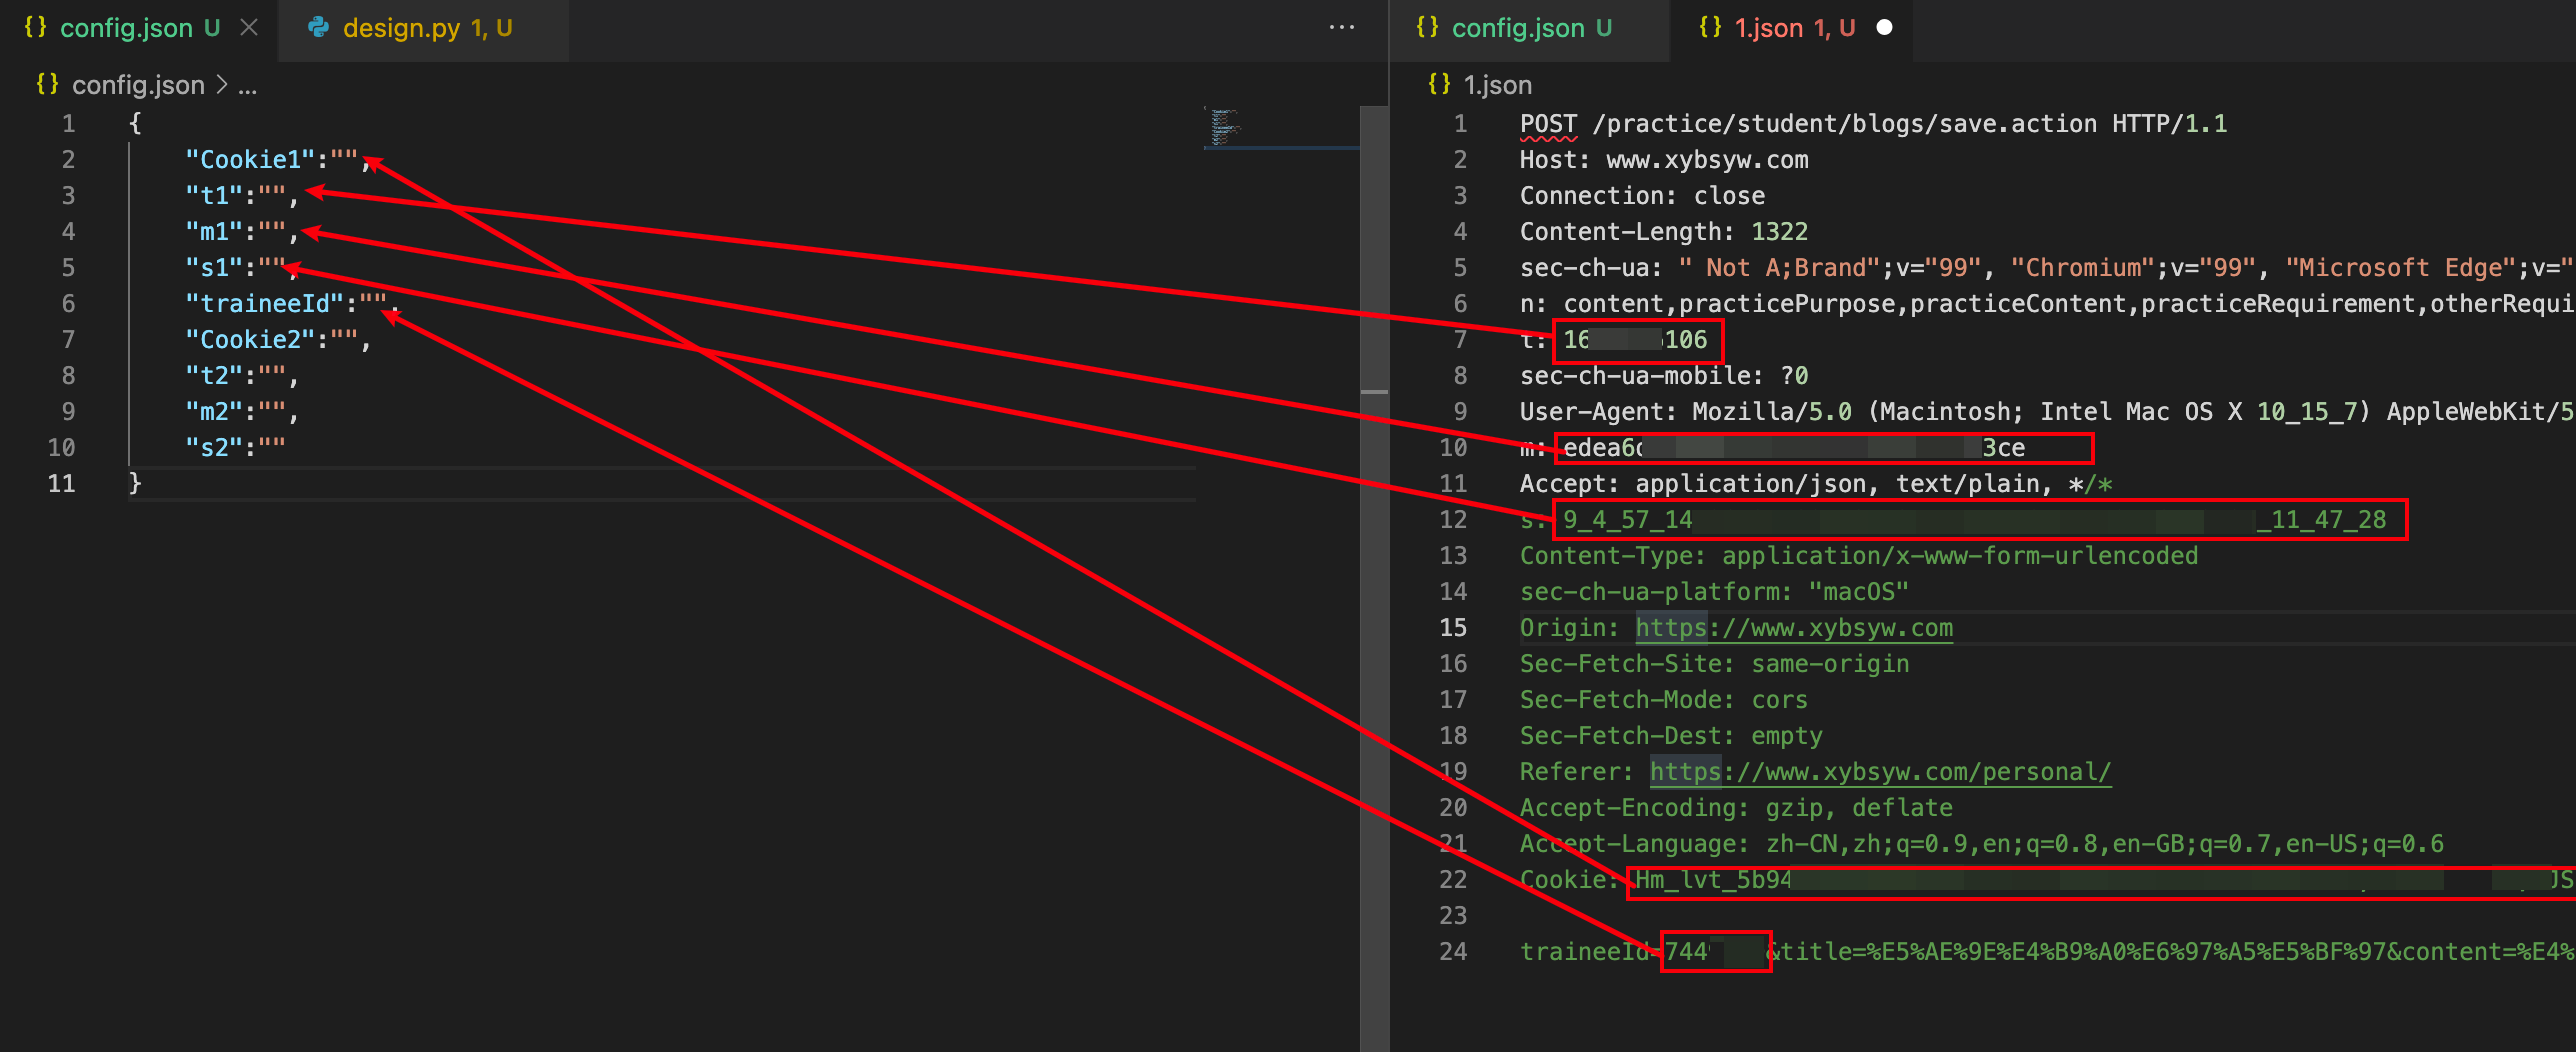 config.json U
design.py 1, U
config.json > ...
1 {
2 "Cookie1":"",
3 "t1":"",
4 "m1":"",
5 "s1":"",
6 "traineeId":"",
7 "Cookie2":"",
8 "t2":"",
9 "m2":"",
10 "s2":""
11 }
config.json U
1.json 1, U
1.json
1 POST /practice/student/blogs/save.action HTTP/1.1
2 Host: www.xybsyw.com
3 Connection: close
4 Content-Length: 1322
5 sec-ch-ua: " Not A;Brand";v="99", "Chromium";v="99", "Microsoft Edge";v="
6 n: content,practicePurpose,practiceContent,practiceRequirement,otherRequi
7 t: 16 106
8 sec-ch-ua-mobile: ?0
9 User-Agent: Mozilla/5.0 (Macintosh; Intel Mac OS X 10_15_7) AppleWebKit/5
10 m: edea6 3ce
11 Accept: application/json, text/plain, */*
12 s: 9_4_57_14 _11_47_28
13 Content-Type: application/x-www-form-urlencoded
14 sec-ch-ua-platform: "macOS"
15 Origin: https://www.xybsyw.com
16 Sec-Fetch-Site: same-origin
17 Sec-Fetch-Mode: cors
18 Sec-Fetch-Dest: empty
19 Referer: https://www.xybsyw.com/personal/
20 Accept-Encoding: gzip, deflate
21 Accept-Language: zh-CN,zh;q=0.9,en;q=0.8,en-GB;q=0.7,en-US;q=0.6
22 Cookie: Hm_lvt_5b94 JS
23
24 traineeId=744 &title=%E5%AE%9E%E4%B9%A0%E6%97%A5%E5%BF%97&content=%E4%